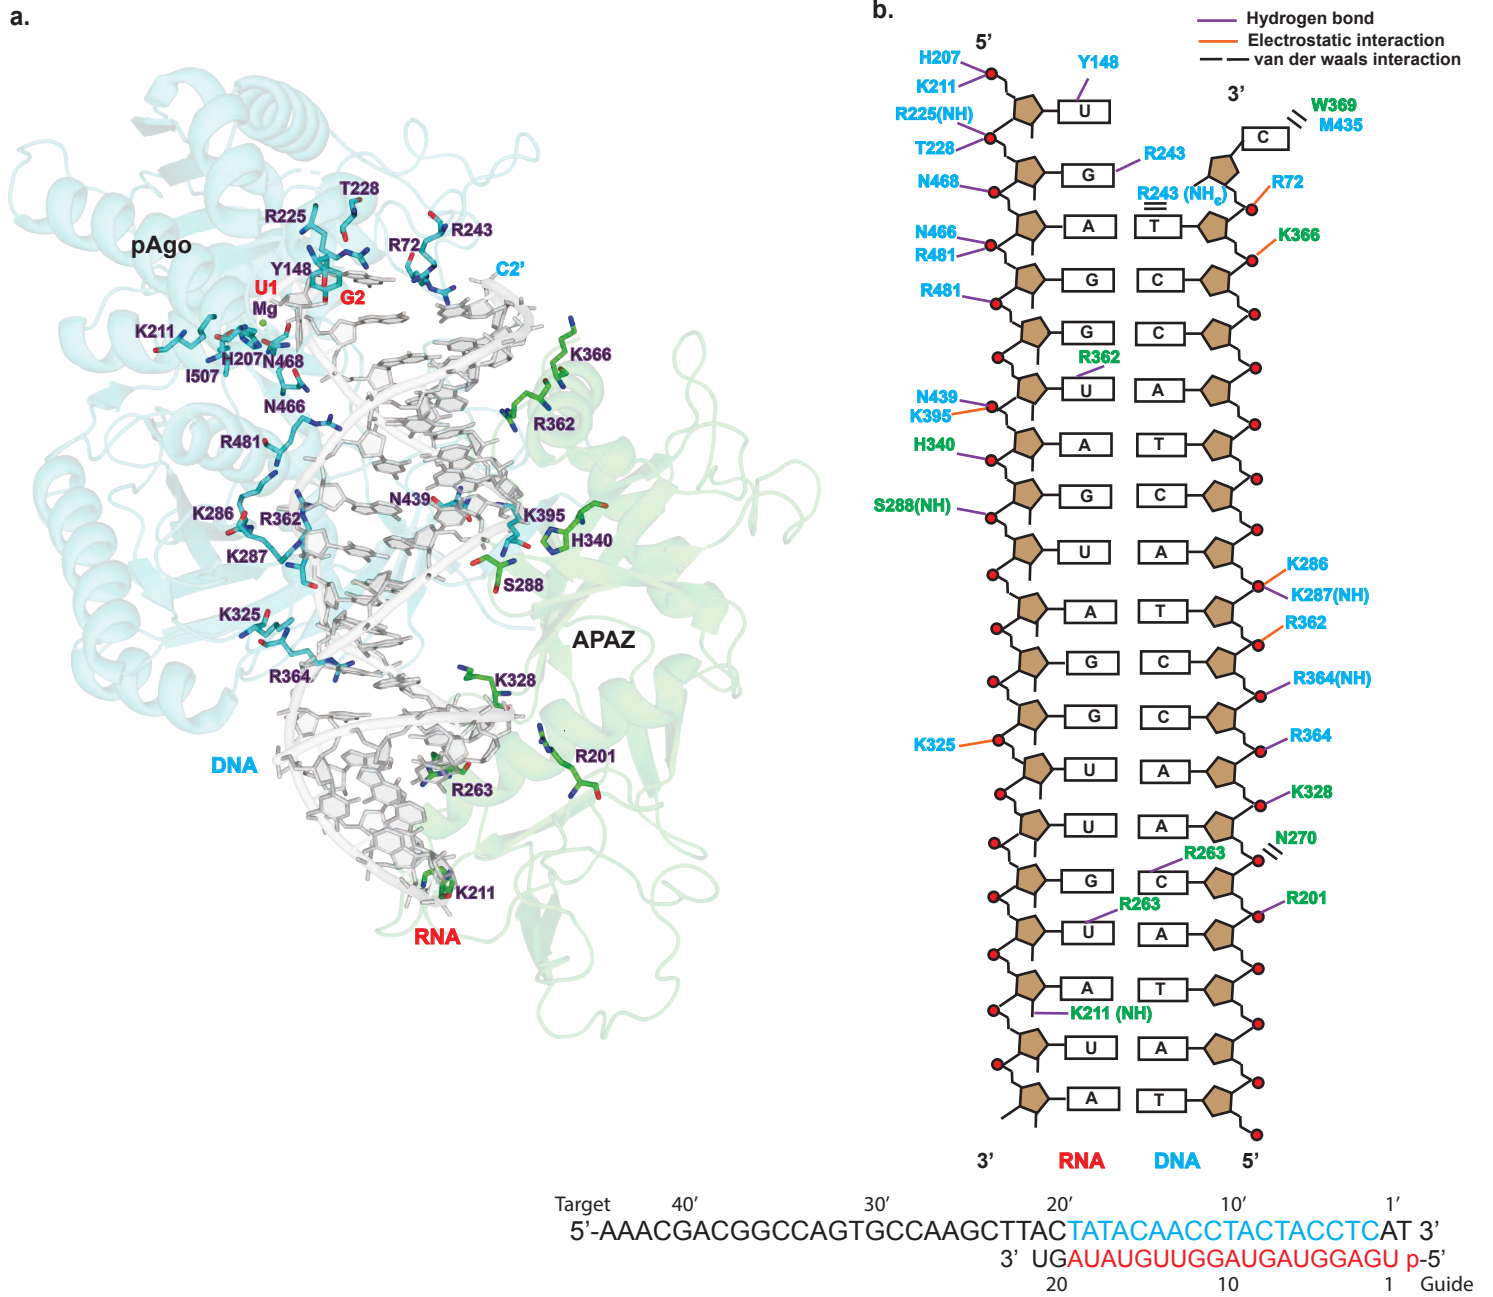 a.
pAgo
T228
R225
R243
R72
Y148
C2’
U1
G2
Mg
K211
H207
N468
I507
K366
N466
R362
R481
N439
K286
R362
K395
H340
K287
S288
K325
APAZ
R364
K328
DNA
R201
R263
K211
RNA
b.
Hydrogen bond
Electrostatic interaction
van der waals interaction
5’
3’
H207
Y148
K211
W369
M435
R225(NH)
U
C
T228
R243
N468
G
R243 (NHε)
R72
N466
A
T
K366
R481
G
C
R481
G
C
R362
N439
U
A
K395
H340
A
T
S288(NH)
G
C
U
A
K286
K287(NH)
A
T
R362
G
C
R364(NH)
K325
G
C
R364
U
A
K328
U
A
N270
R263
G
C
R201
R263
U
A
A
T
K211 (NH)
U
A
A
T
3’
RNA
DNA
5’
Target 40’ 30’ 20’ 10’ 1’
5’-AAACGACGGCCAGTGCCAAGCTTACTATACAACCTACTACCTCAT 3’
3’ UGAUAUGUUGGAUGAUGGAGU p-5’
20 10 1 Guide